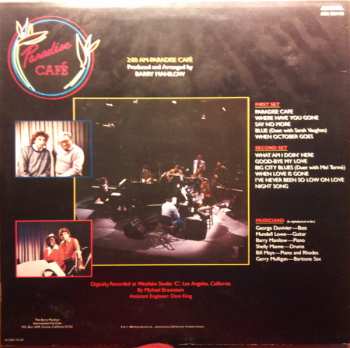 Paradise
CAFÉ
2:00 AM PARADISE CAFÉ
Produced and Arranged by
BARRY MANILOW
FIRST SET
PARADISE CAFE
WHERE HAVE YOU GONE
SAY NO MORE
BLUE (Duet with Sarah Vaughan)
WHEN OCTOBER GOES
SECOND SET
WHAT AM I DOIN' HERE
GOOD-BYE MY LOVE
BIG CITY BLUES (Duet with Mel Tormé)
WHEN LOVE IS GONE
I'VE NEVER BEEN SO LOW ON LOVE
NIGHT SONG
MUSICIANS
George Duvivier—Bass
Mundell Lowe—Guitar
Barry Manilow—Piano
Shelly Manne—Drums
Bill Mays—Piano and Rhodes
Gerry Mulligan—Baritone Sax
Digitally Recorded at Westlake Studio 'C', Los Angeles, California
By Michael Braunstein
Assistant Engineer: Deni King